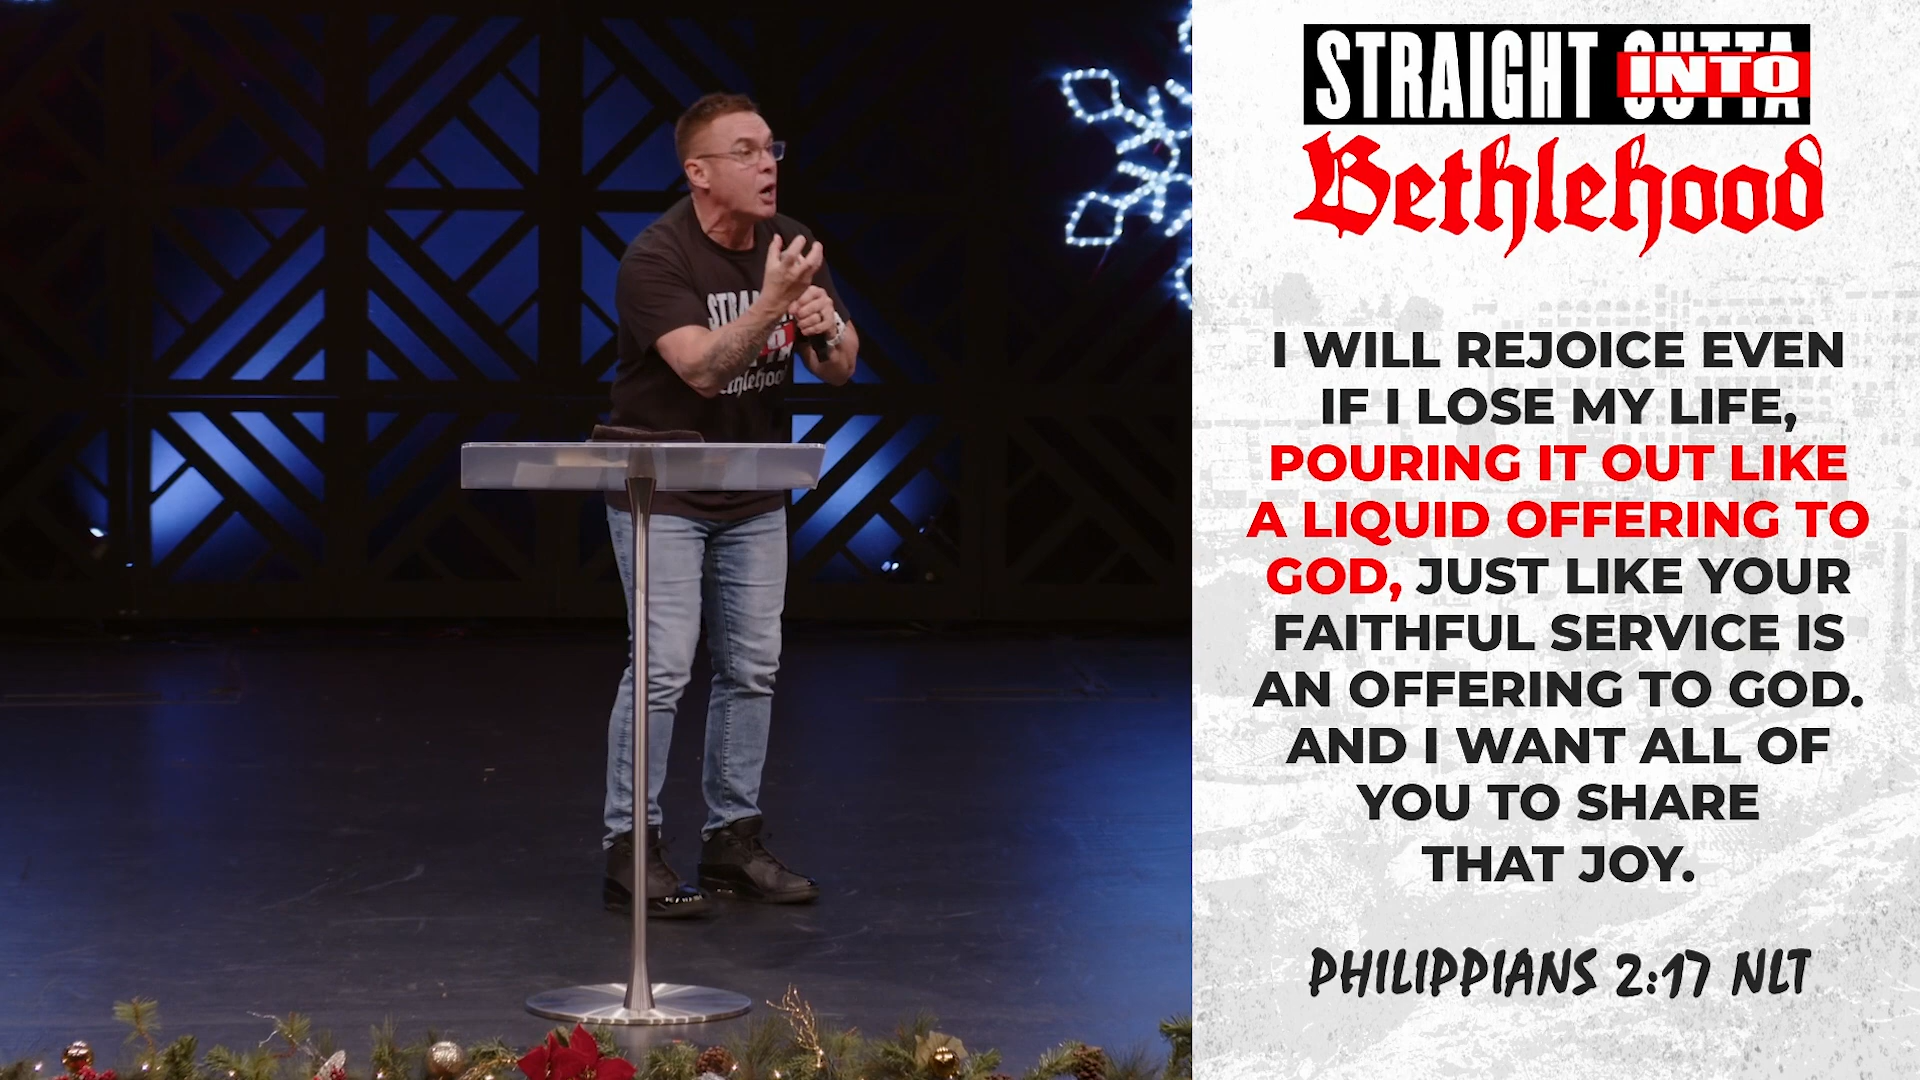 STRAIGHT OUTTA
INTO
Bethlehood
I WILL REJOICE EVEN
IF I LOSE MY LIFE,
POURING IT OUT LIKE
A LIQUID OFFERING TO
GOD, JUST LIKE YOUR
FAITHFUL SERVICE IS
AN OFFERING TO GOD.
AND I WANT ALL OF
YOU TO SHARE
THAT JOY.
PHILIPPIANS 2:17 NLT